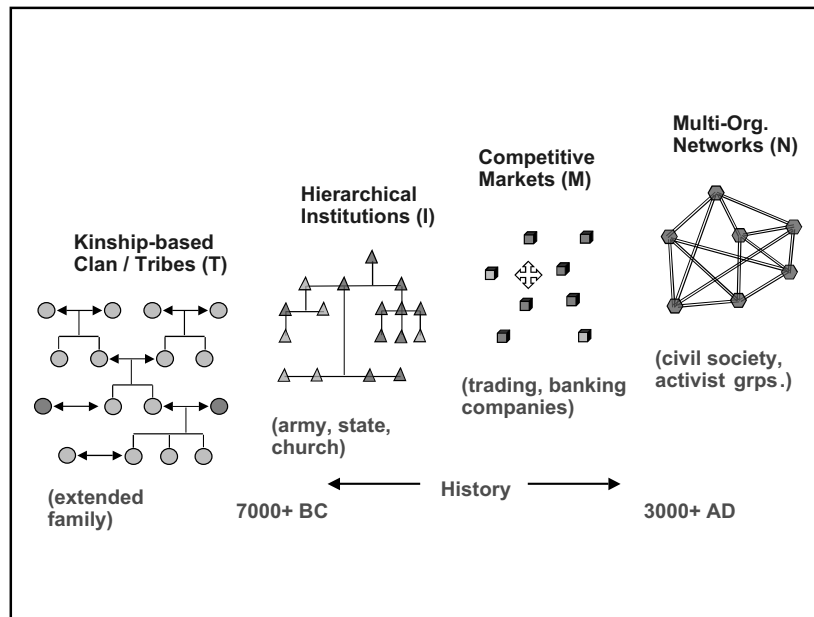 Kinship-based
Clan / Tribes (T)
(extended
family)
Hierarchical
Institutions (I)
(army, state,
church)
Competitive
Markets (M)
(trading, banking
companies)
Multi-Org.
Networks (N)
(civil society,
activist grps.)
History
7000+ BC
3000+ AD